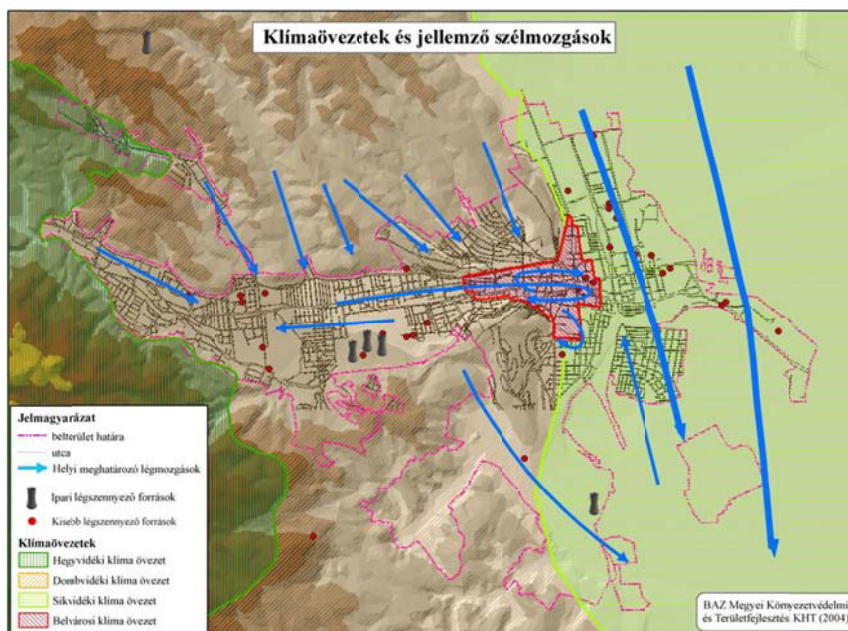 Klímaövezetek és jellemző szélmozgások
Jelmagyarázat
belterület határa
utca
Helyi meghatározó légmozgások
Ipari légszennyező források
Kisebb légszennyező források
Klímaövezetek
Hegyvidéki klíma övezet
Dombvidéki klíma övezet
Síkvidéki klíma övezet
Belvárosi klíma övezet
BAZ Megyei Környezetvédelmi
és Területfejlesztés KHT (2004)